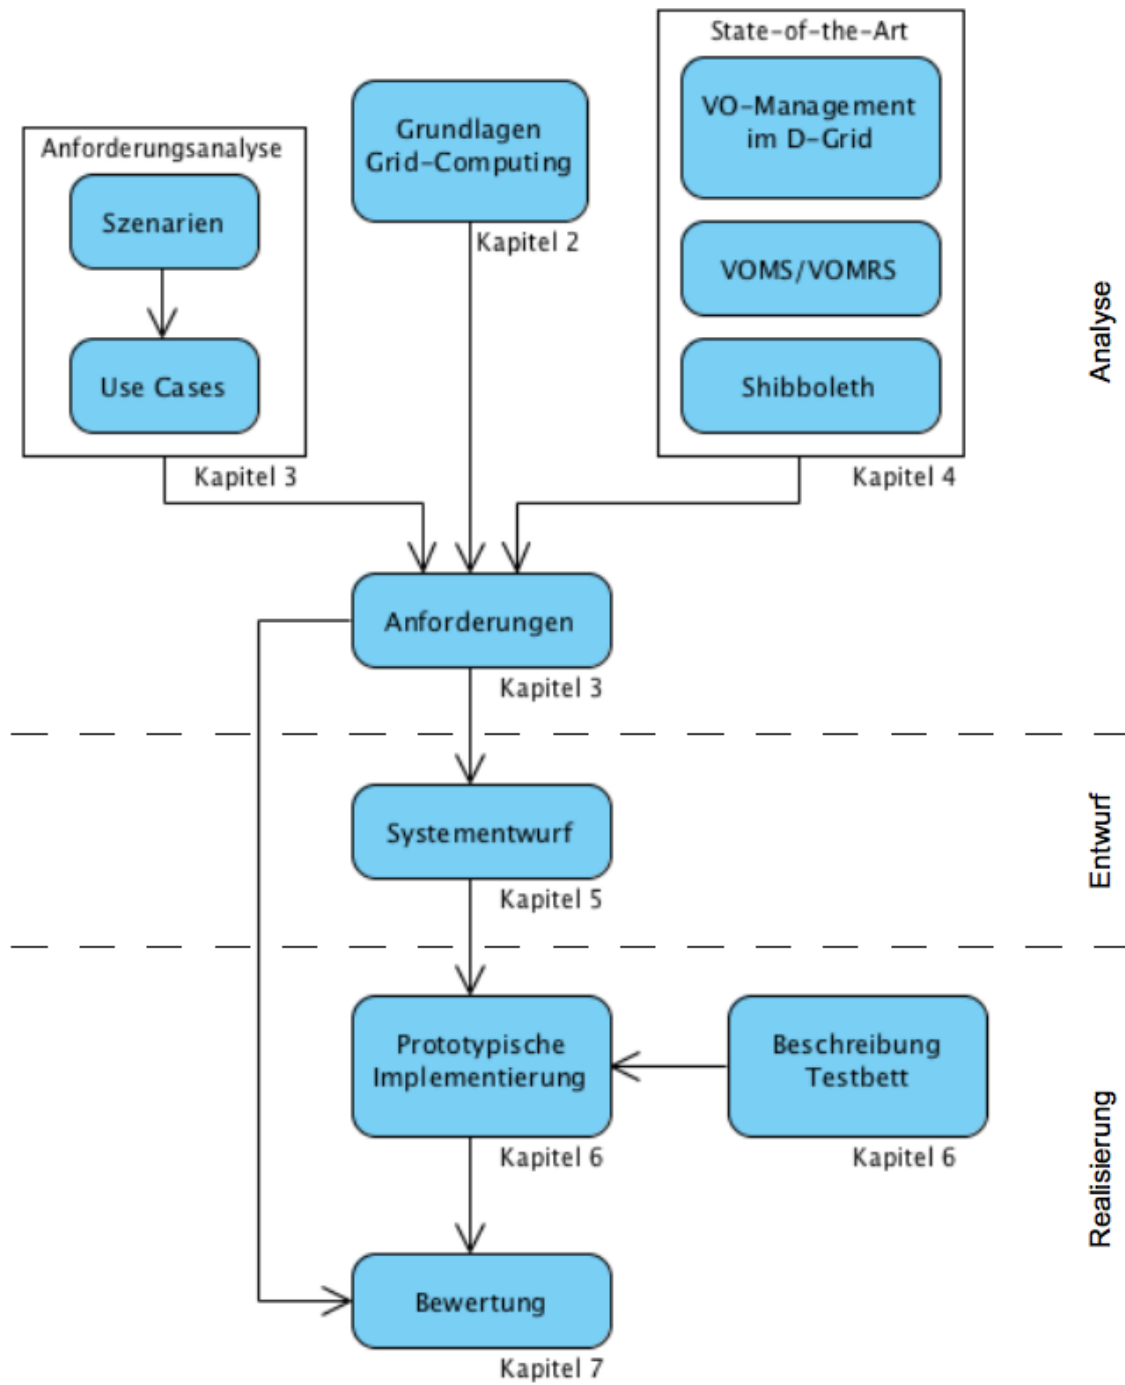 State-of-the-Art
VO-Management
im D-Grid
VOMS/VOMRS
Shibboleth
Kapitel 4
Grundlagen
Grid-Computing
Kapitel 2
Anforderungsanalyse
Szenarien
Use Cases
Kapitel 3
Analyse
Anforderungen
Kapitel 3
Systementwurf
Kapitel 5
Entwurf
Prototypische
Implementierung
Kapitel 6
Beschreibung
Testbett
Kapitel 6
Realisierung
Bewertung
Kapitel 7